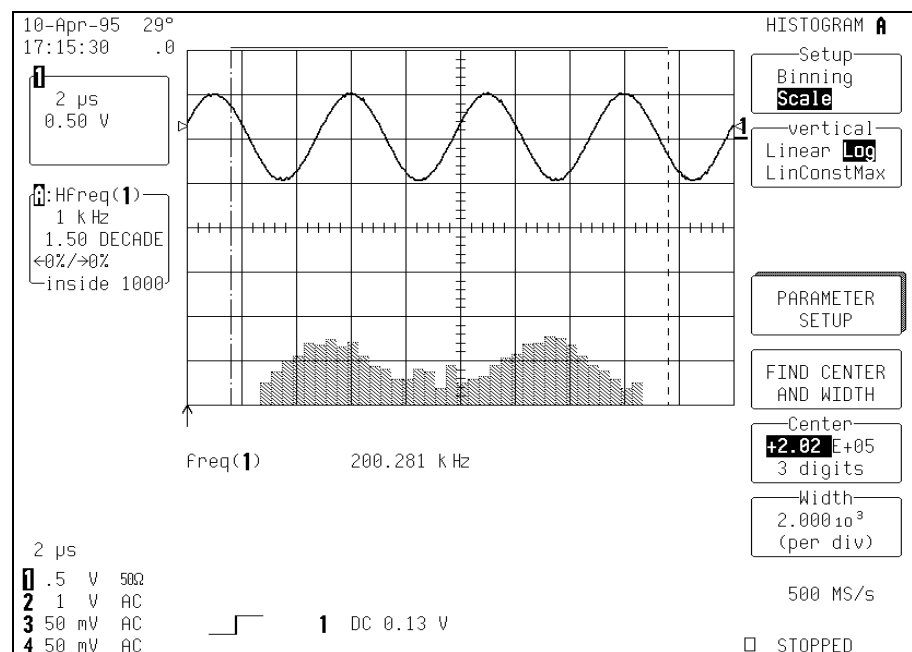 10-Apr-95 29°
17:15:30 .0
1
2 µs
0.50 V
A:Hfreq(1)
1 kHz
1.50 DECADE
←0%/→0%
inside 1000
1
freq(1) 200.281 kHz
2 µs
1 .5 V 50Ω
2 1 V AC
3 50 mV AC
4 50 mV AC
1 DC 0.13 V
HISTOGRAM A
Setup
Binning
Scale
vertical
Linear Log
LinConstMax
PARAMETER
SETUP
FIND CENTER
AND WIDTH
Center
+2.02 E+05
3 digits
Width
2.000 10³
(per div)
500 MS/s
□ STOPPED